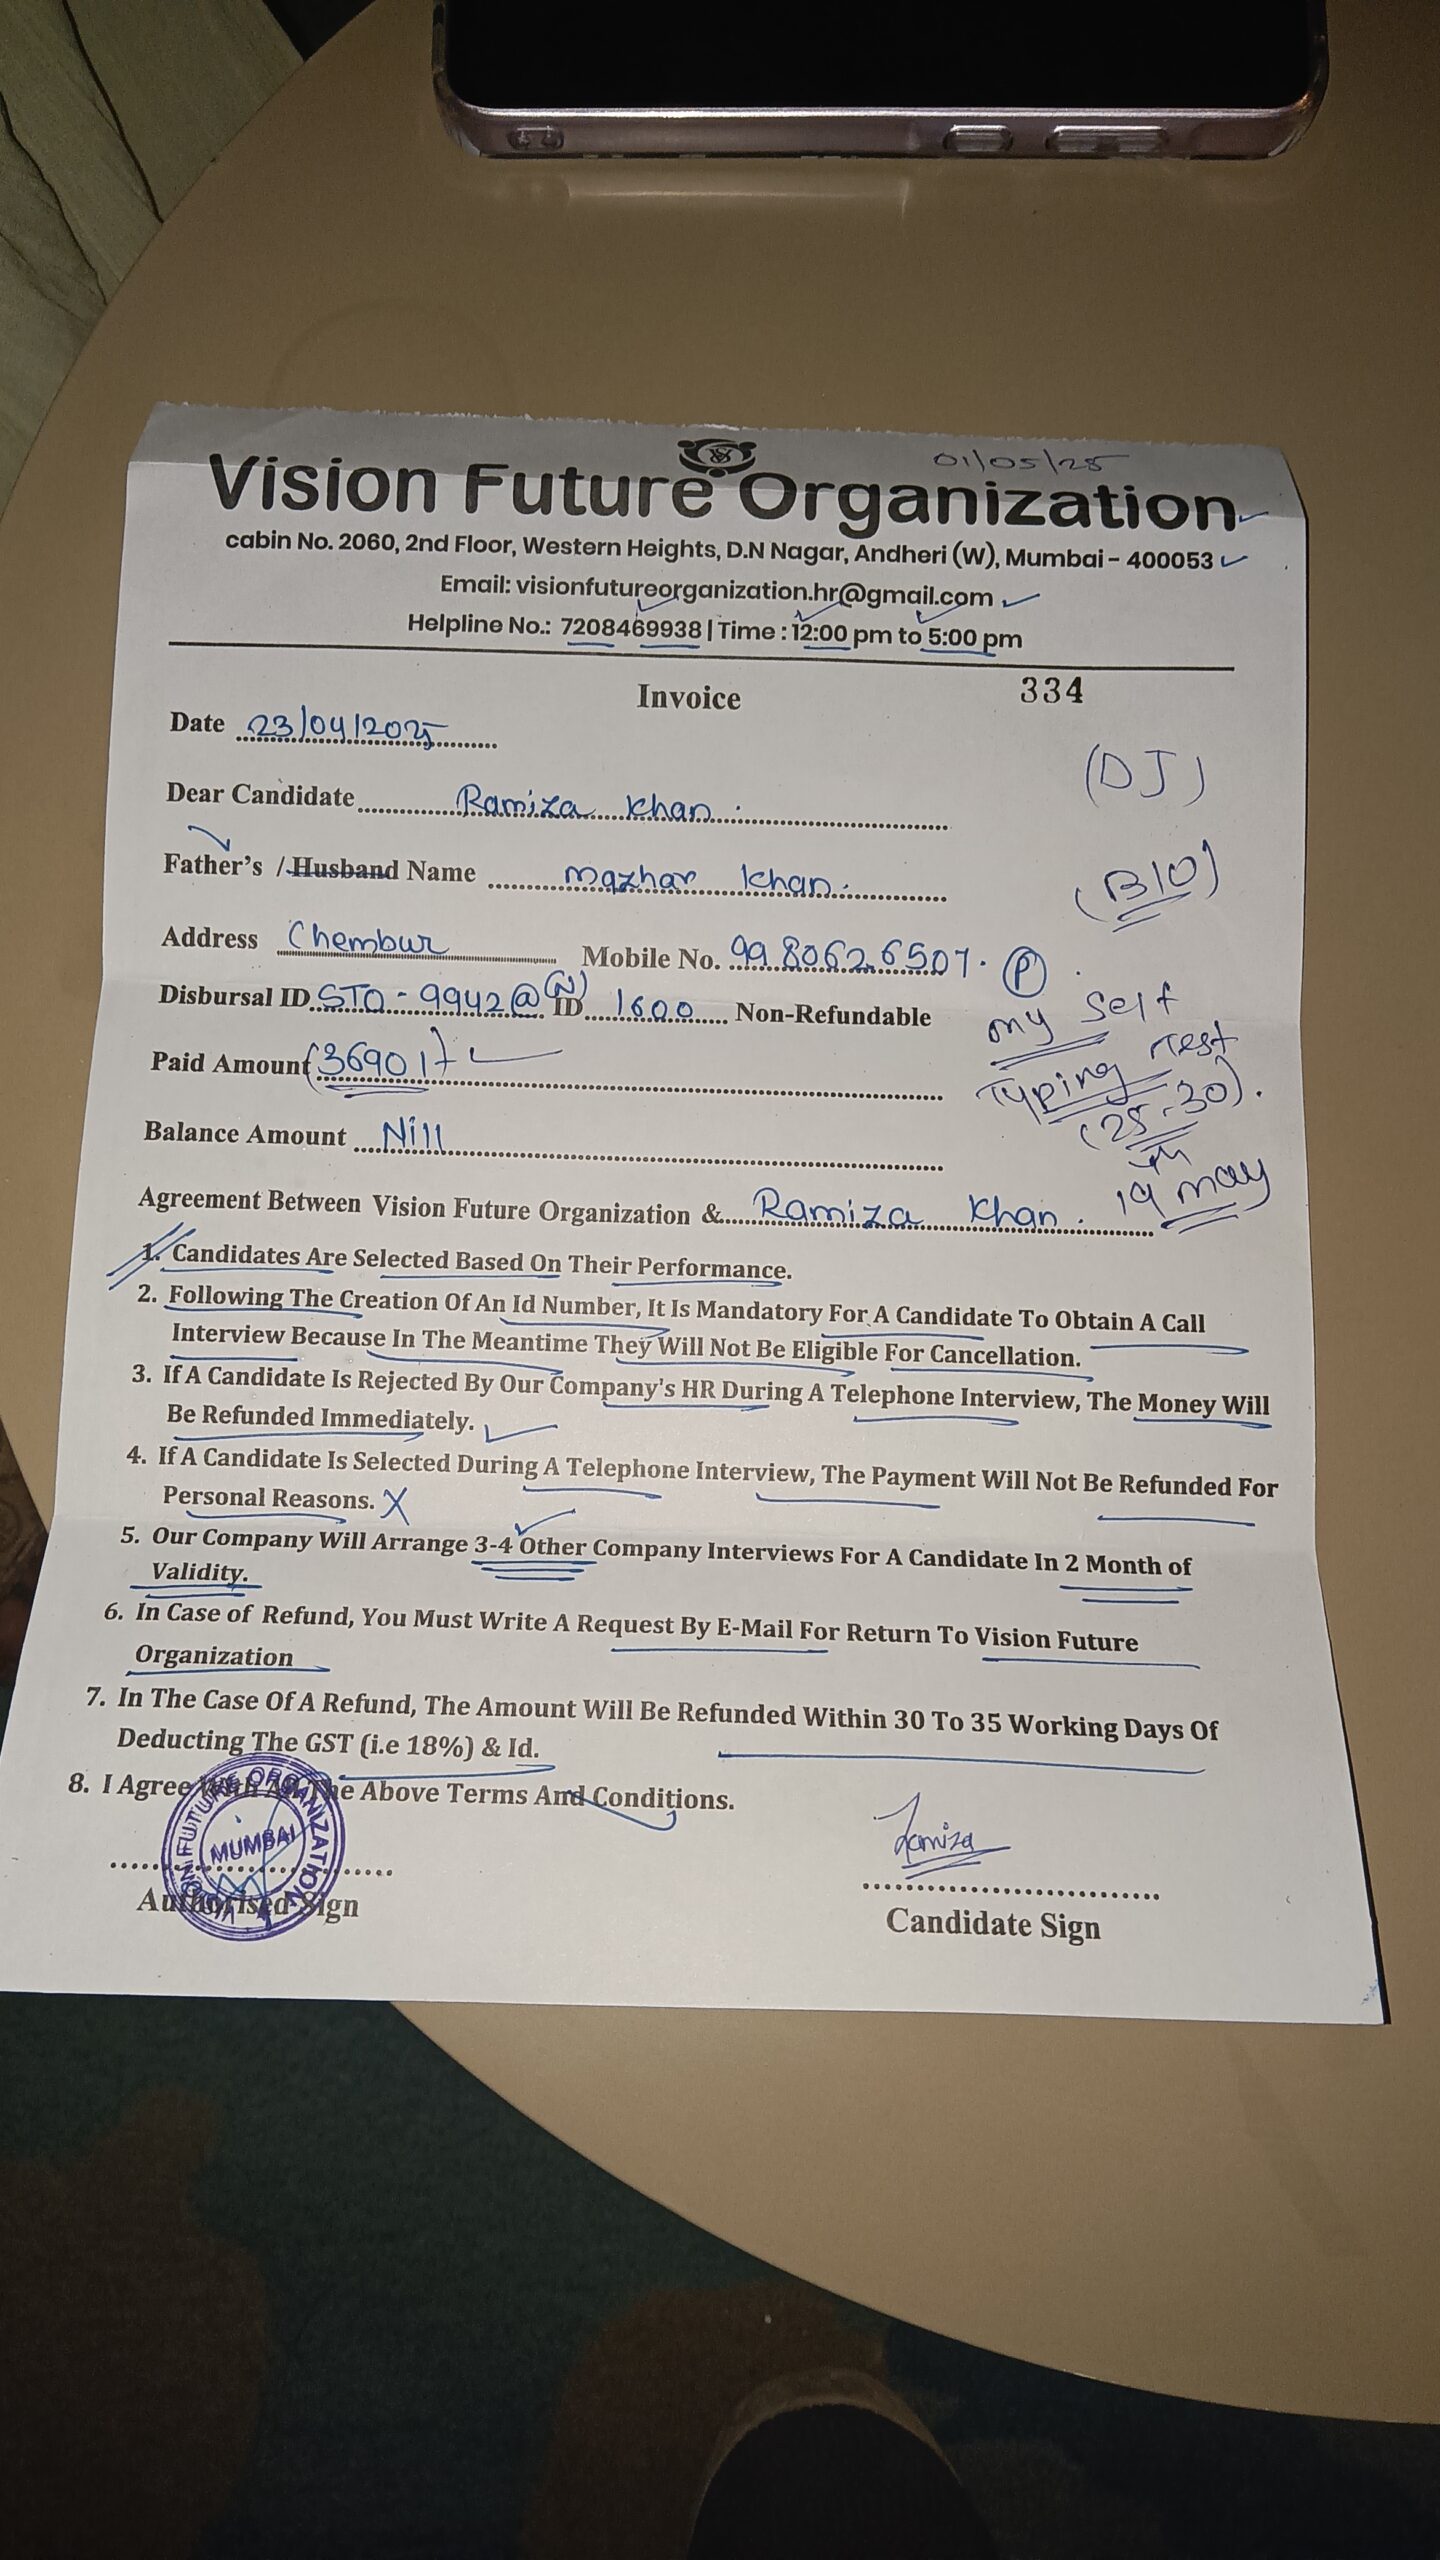 01/05/25
Vision Future Organization
cabin No. 2060, 2nd Floor, Western Heights, D.N Nagar, Andheri (W), Mumbai - 400053
Email: visionfutureorganization.hr@gmail.com
Helpline No.: 7208469938 | Time : 12:00 pm to 5:00 pm
Invoice 334
Date 23/04/2025
(DJ)
Dear Candidate Ramiza Khan.
Father's / Husband Name mazhar Khan.
(B10)
Address Chembur Mobile No. 9980626507. (P)
Disbursal ID STO - 9942@ (N) ID 1600 Non-Refundable
my self
Paid Amount (3690 1)
Typing Test
(25-30).
Balance Amount Nill
19th may
Agreement Between Vision Future Organization & Ramiza Khan.
1. Candidates Are Selected Based On Their Performance.
2. Following The Creation Of An Id Number, It Is Mandatory For A Candidate To Obtain A Call
Interview Because In The Meantime They Will Not Be Eligible For Cancellation.
3. If A Candidate Is Rejected By Our Company's HR During A Telephone Interview, The Money Will
Be Refunded Immediately.
4. If A Candidate Is Selected During A Telephone Interview, The Payment Will Not Be Refunded For
Personal Reasons. X
5. Our Company Will Arrange 3-4 Other Company Interviews For A Candidate In 2 Month of
Validity.
6. In Case of Refund, You Must Write A Request By E-Mail For Return To Vision Future
Organization
7. In The Case Of A Refund, The Amount Will Be Refunded Within 30 To 35 Working Days Of
Deducting The GST (i.e 18%) & Id.
8. I Agree With All The Above Terms And Conditions.
VISION FUTURE ORGANIZATION
MUMBAI
Ramiza
Authorised Sign
Candidate Sign